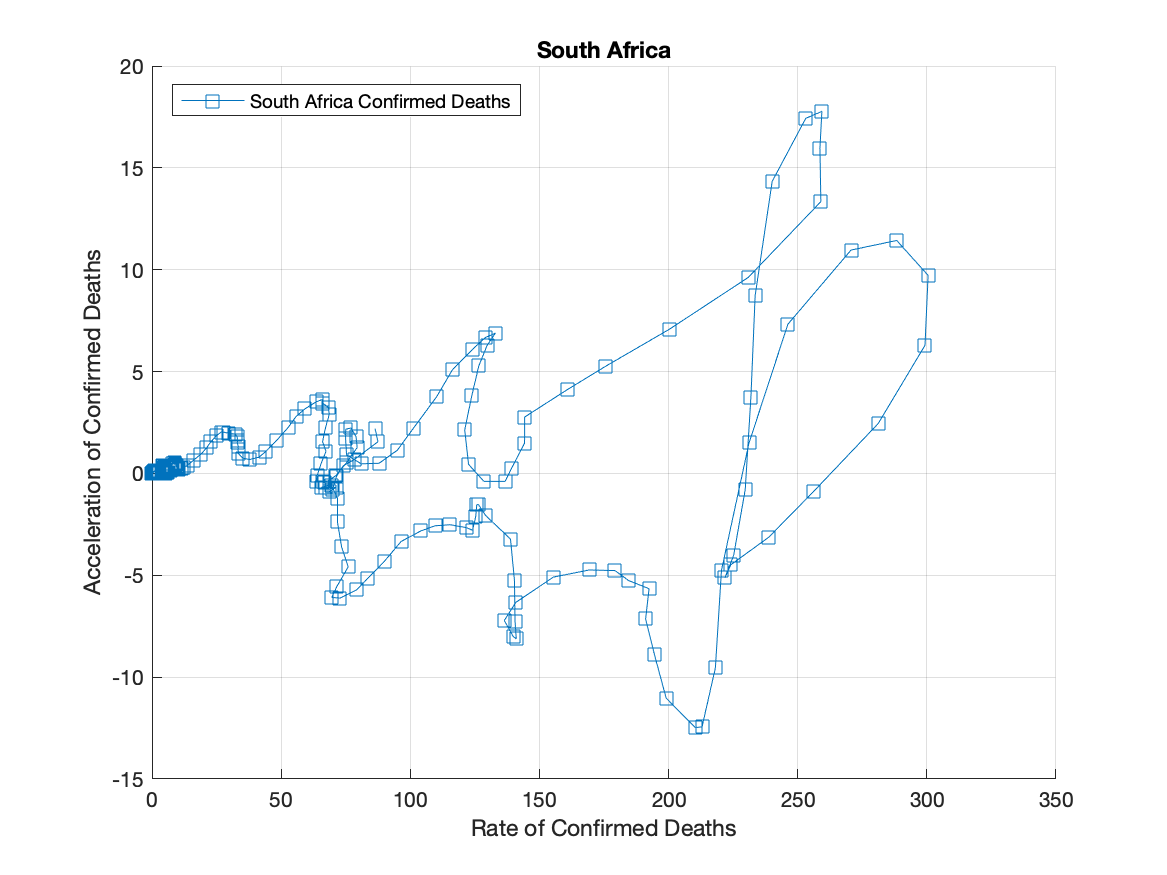 South Africa
20
South Africa Confirmed Deaths
15
10
5
0
-5
-10
-15
Acceleration of Confirmed Deaths
0 50 100 150 200 250 300 350
Rate of Confirmed Deaths